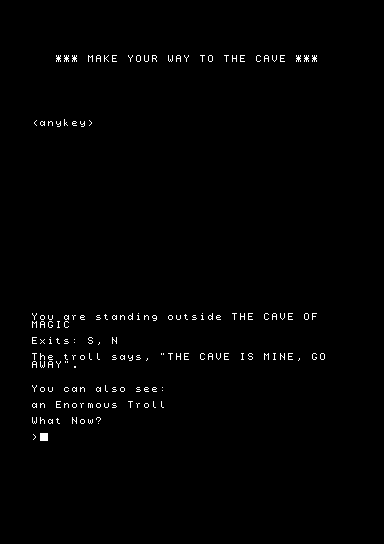 *** MAKE YOUR WAY TO THE CAVE ***
<anykey>
You are standing outside THE CAVE OF
MAGIC
Exits: S, N
The troll says, "THE CAVE IS MINE, GO
AWAY".
You can also see:
an Enormous Troll
What Now?
>